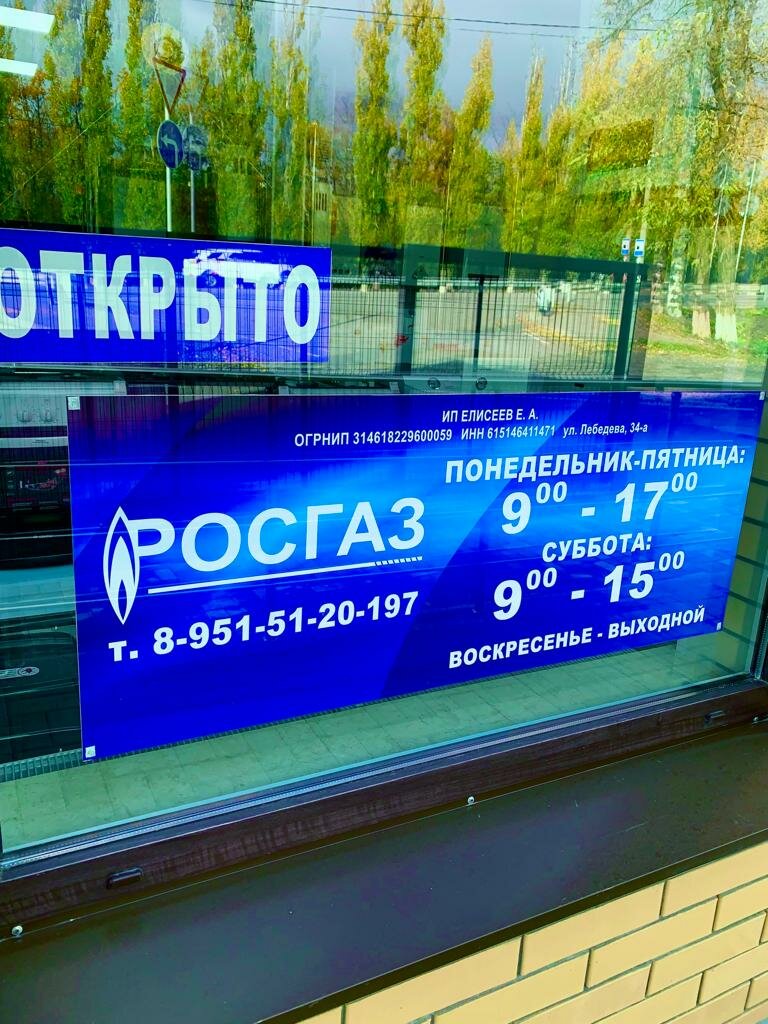 ОТКРЫТО
ИП ЕЛИСЕЕВ Е. А.
ОГРНИП 314618229600059 ИНН 615146411471 ул. Лебедева, 34-а
РОСГАЗ
т. 8-951-51-20-197
ПОНЕДЕЛЬНИК-ПЯТНИЦА:
9⁰⁰ - 17⁰⁰
СУББОТА:
9⁰⁰ - 15⁰⁰
ВОСКРЕСЕНЬЕ - ВЫХОДНОЙ